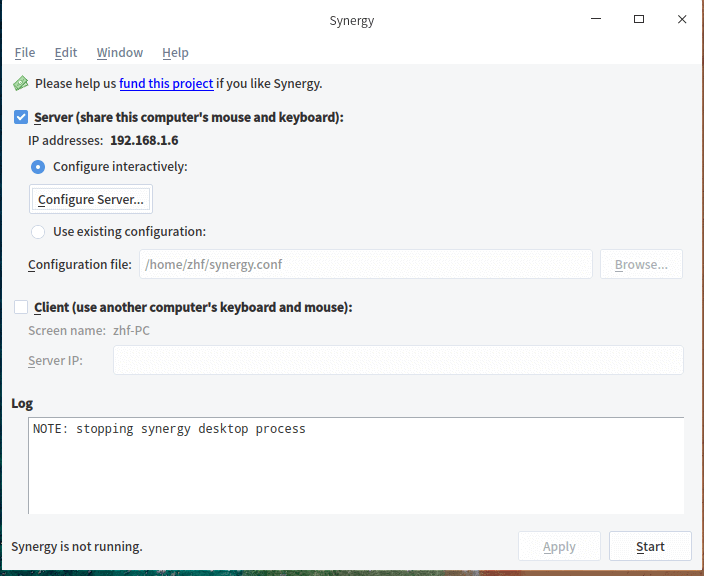 Synergy
File Edit Window Help
Please help us fund this project if you like Synergy.
Server (share this computer's mouse and keyboard):
IP addresses: 192.168.1.6
Configure interactively:
Configure Server...
Use existing configuration:
Configuration file: /home/zhf/synergy.conf Browse...
Client (use another computer's keyboard and mouse):
Screen name: zhf-PC
Server IP:
Log
NOTE: stopping synergy desktop process
Synergy is not running. Apply Start